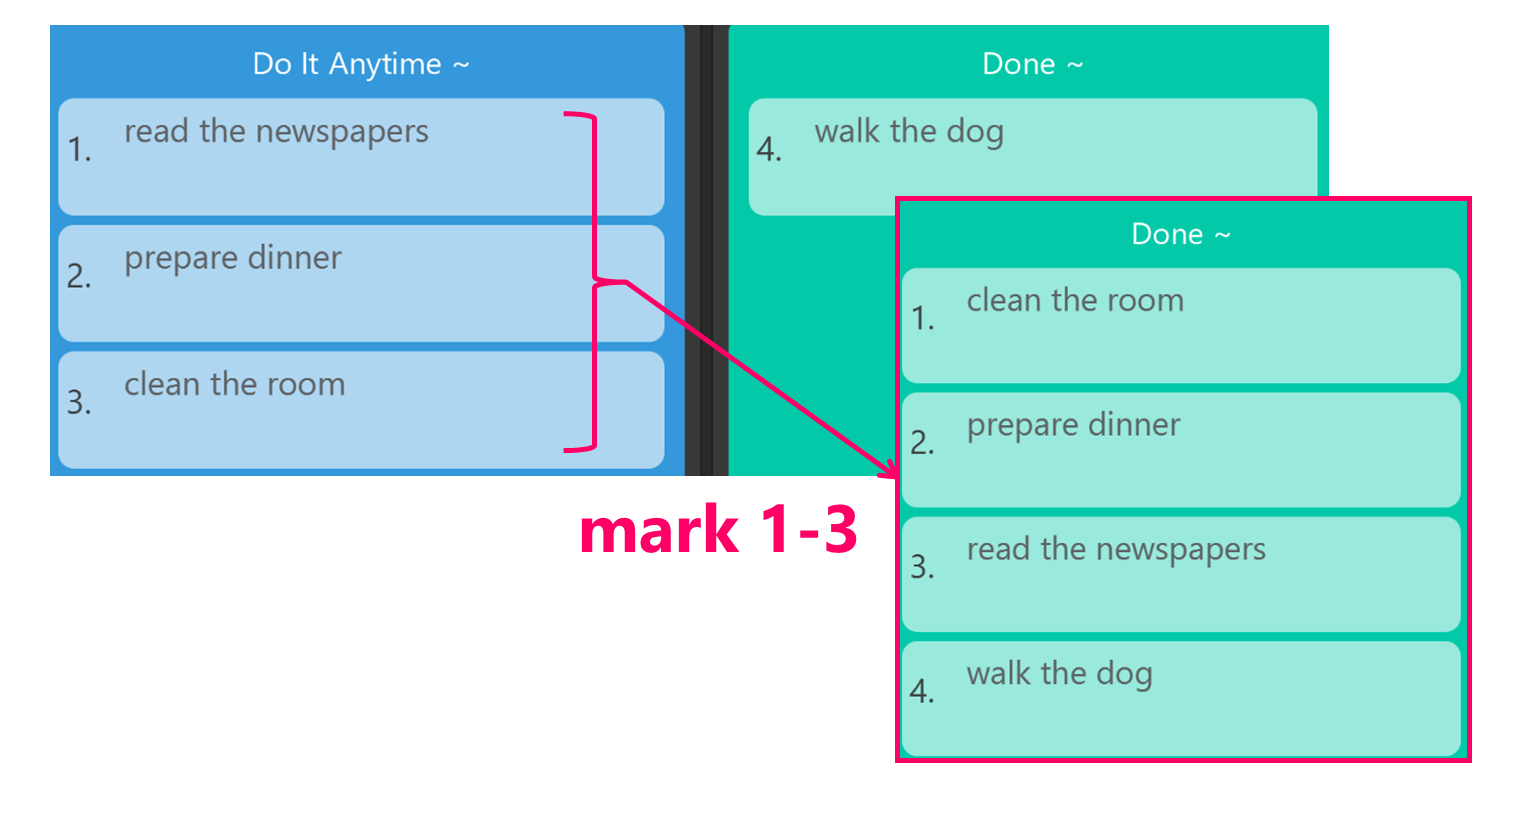 Do It Anytime ~
1. read the newspapers
2. prepare dinner
3. clean the room
Done ~
4. walk the dog
mark 1-3
Done ~
1. clean the room
2. prepare dinner
3. read the newspapers
4. walk the dog